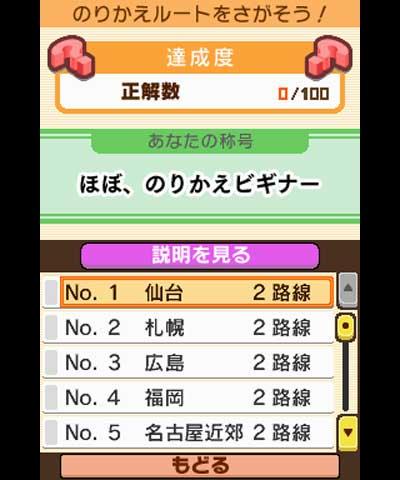 のりかえルートをさがそう！
達成度
正解数 0/100
あなたの称号
ほぼ、のりかえビギナー
説明を見る
No. 1 仙台 2路線
No. 2 札幌 2路線
No. 3 広島 2路線
No. 4 福岡 2路線
No. 5 名古屋近郊 2路線
もどる